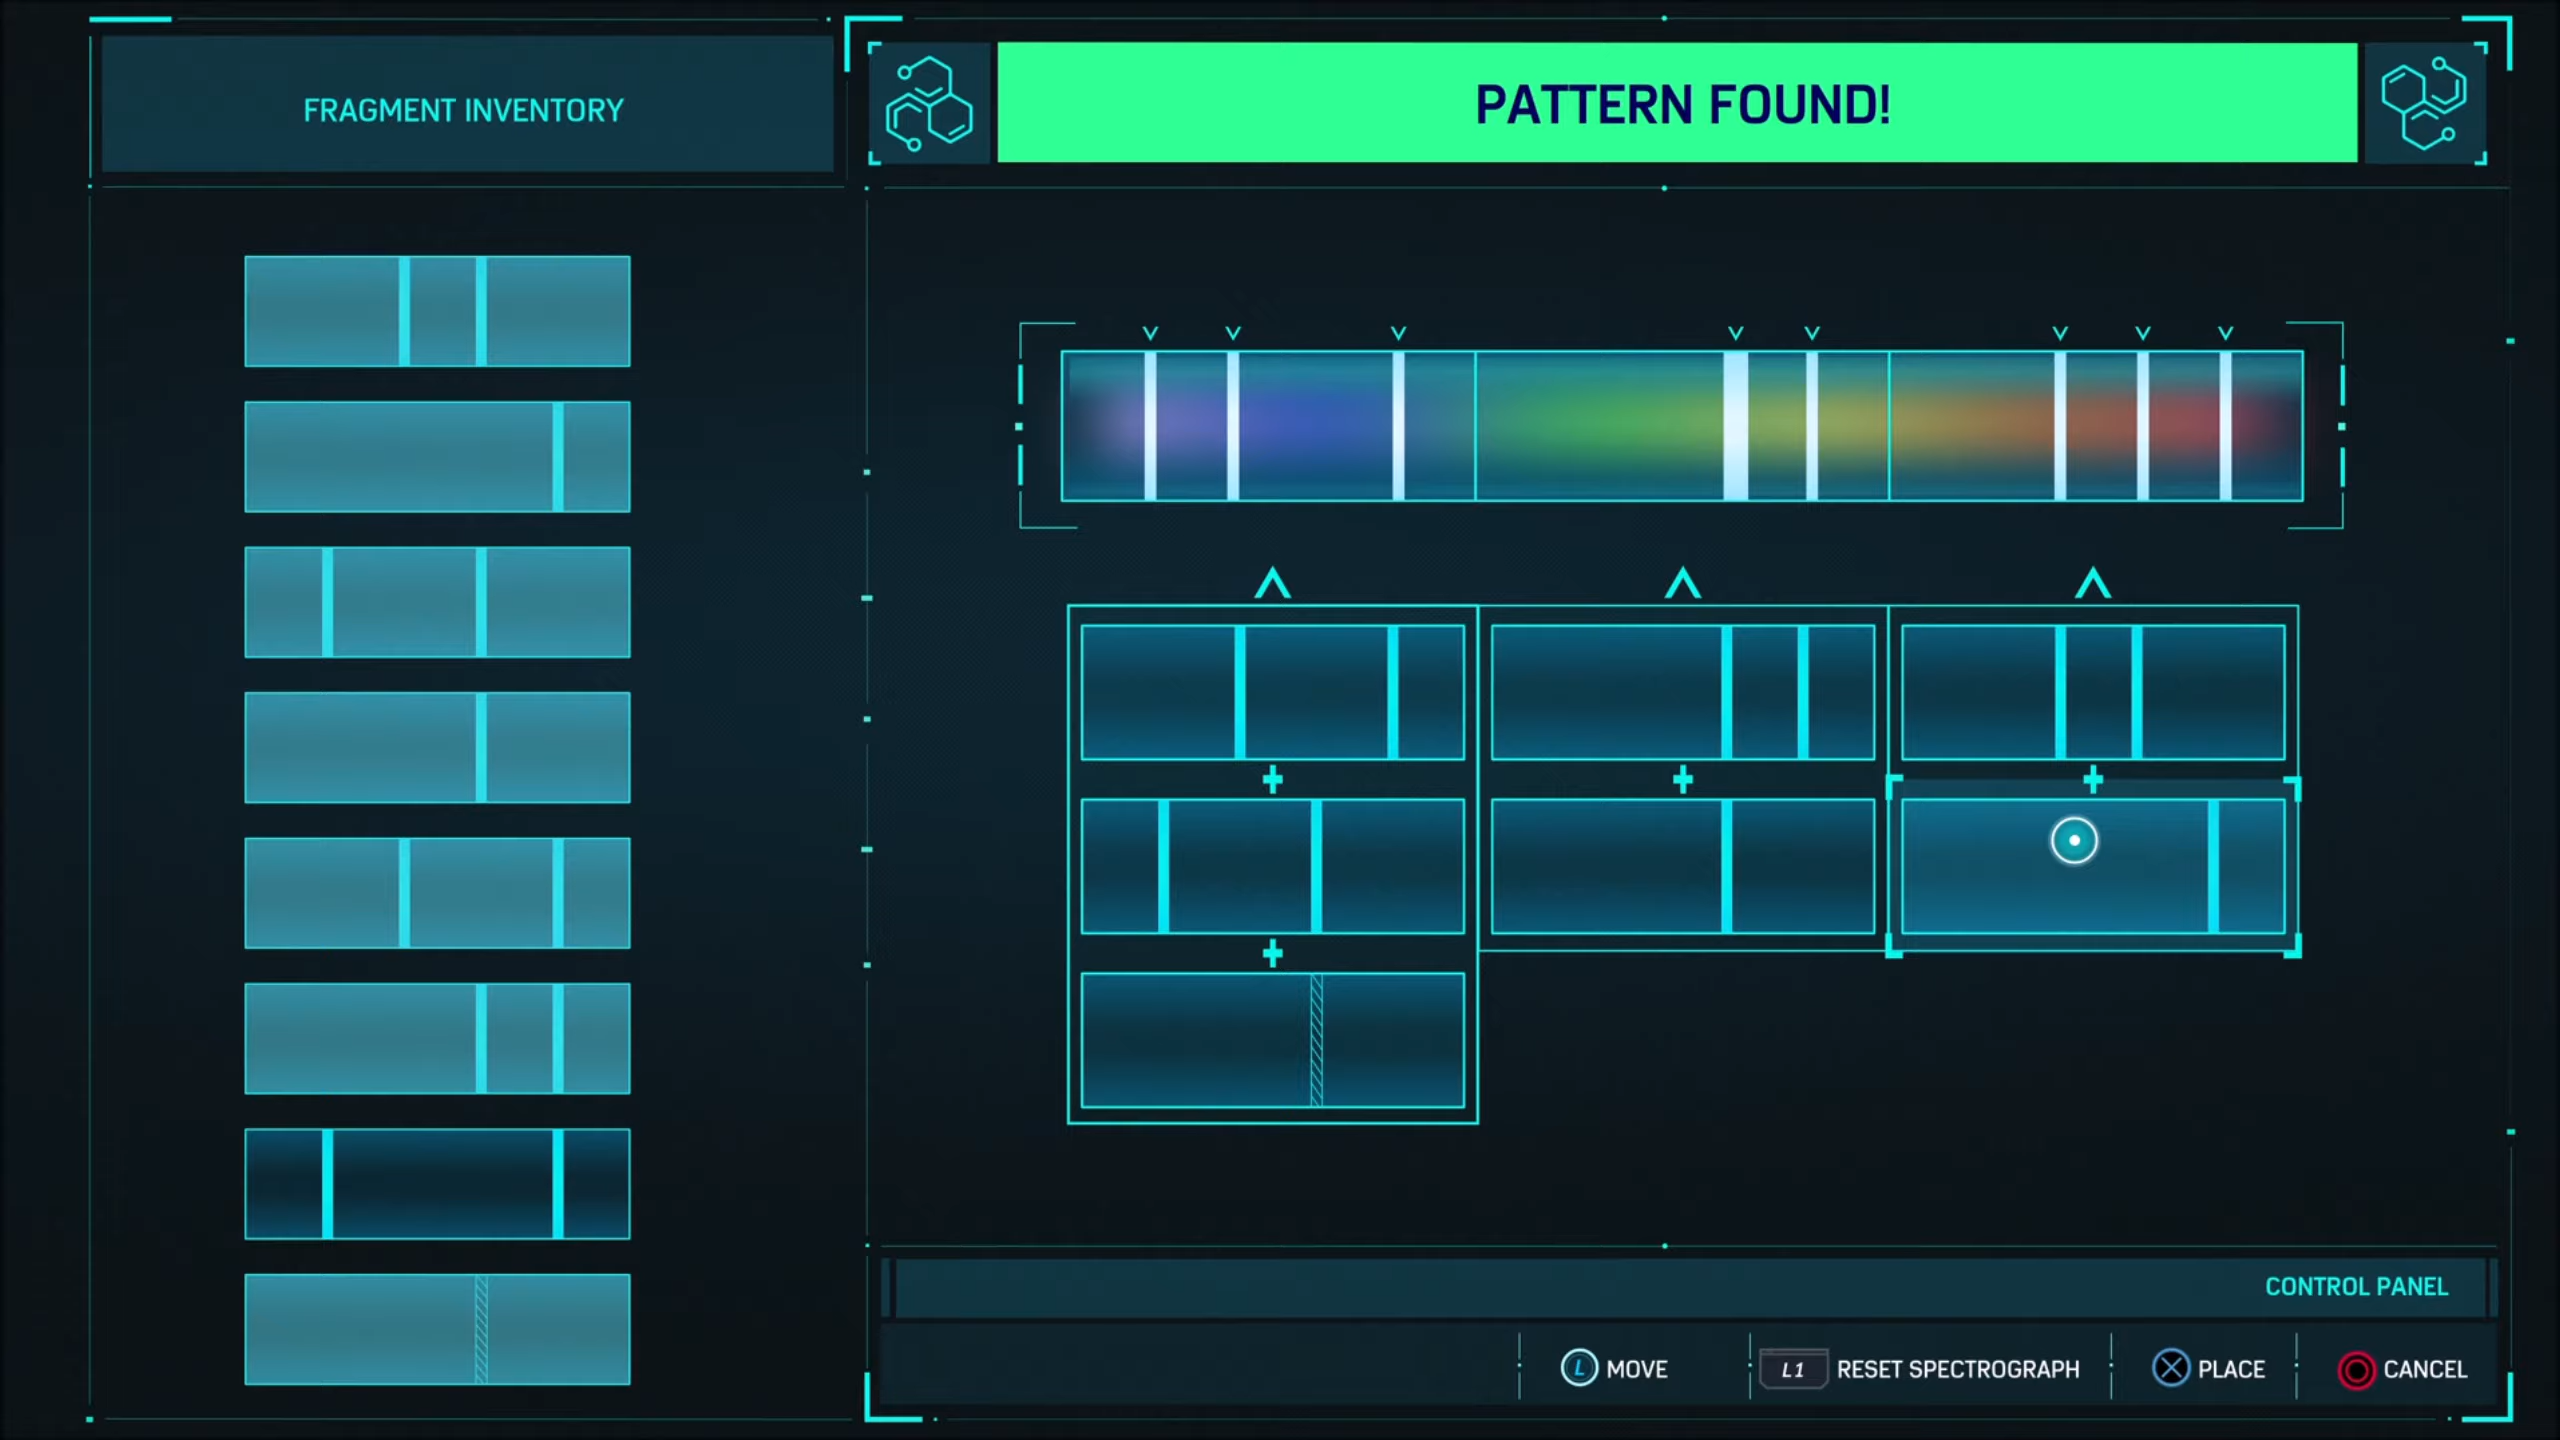 FRAGMENT INVENTORY
PATTERN FOUND!
CONTROL PANEL
L MOVE
L1 RESET SPECTROGRAPH
PLACE
CANCEL